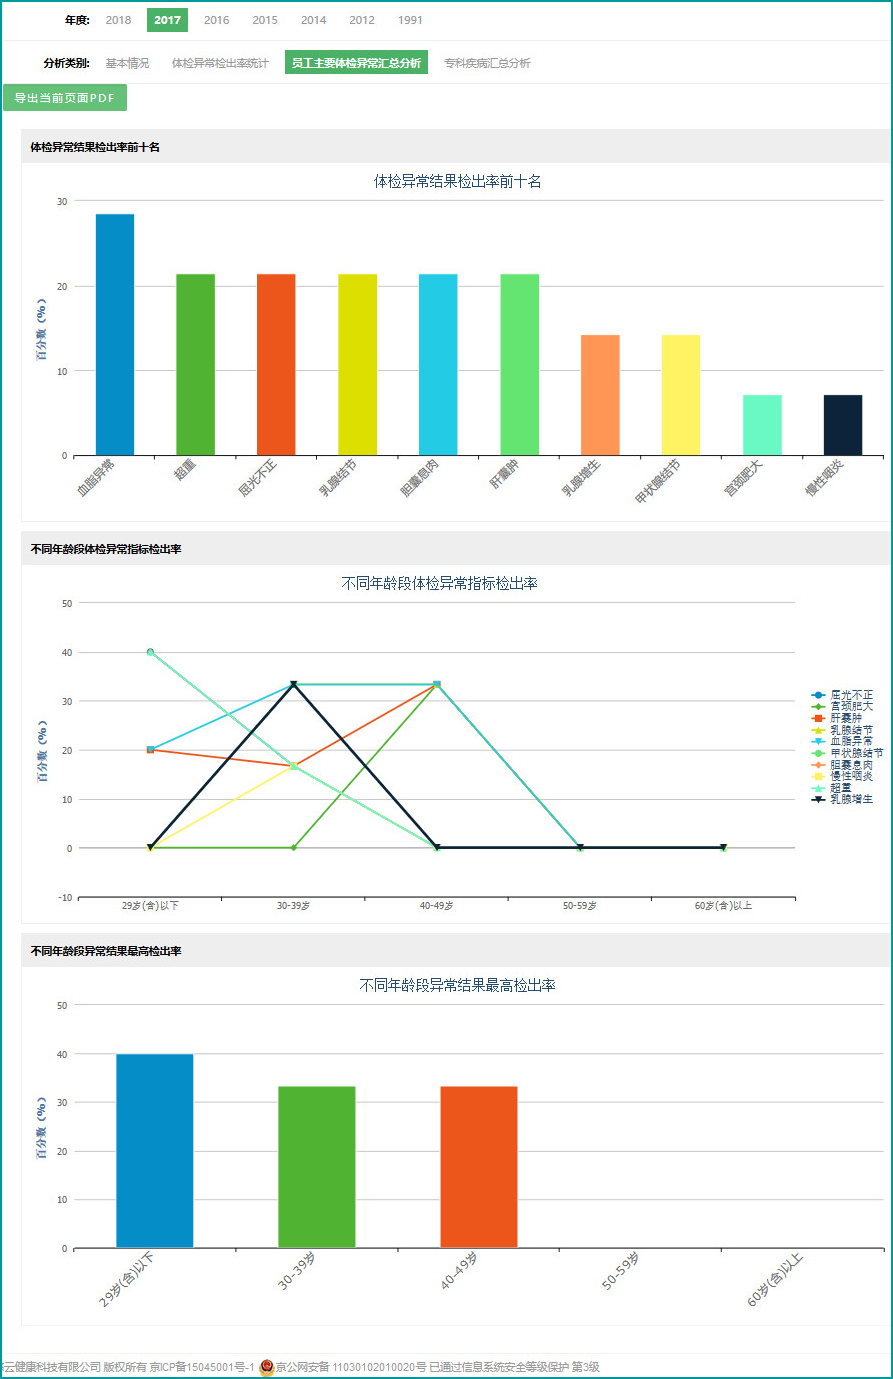 年度: 2018 2017 2016 2015 2014 2012 1991
分析类别: 基本情况 体检异常检出率统计 员工主要体检异常汇总分析 专科疾病汇总分析
导出当前页面PDF
体检异常结果检出率前十名
体检异常结果检出率前十名
百分数（%）
30
20
10
0
血脂异常 超重 屈光不正 乳腺结节 胆囊息肉 肝囊肿 乳腺增生 甲状腺结节 宫颈肥大 慢性咽炎
不同年龄段体检异常指标检出率
不同年龄段体检异常指标检出率
百分数（%）
50
40
30
20
10
0
-10
29岁(含)以下 30-39岁 40-49岁 50-59岁 60岁(含)以上
屈光不正
宫颈肥大
肝囊肿
乳腺结节
血脂异常
甲状腺结节
胆囊息肉
慢性咽炎
超重
乳腺增生
不同年龄段异常结果最高检出率
不同年龄段异常结果最高检出率
百分数（%）
50
40
30
20
10
0
29岁(含)以下 30-39岁 40-49岁 50-59岁 60岁(含)以上
云健康科技有限公司 版权所有 京ICP备15045001号-1 京公网安备 11030102010020号 已通过信息系统安全等级保护 第3级